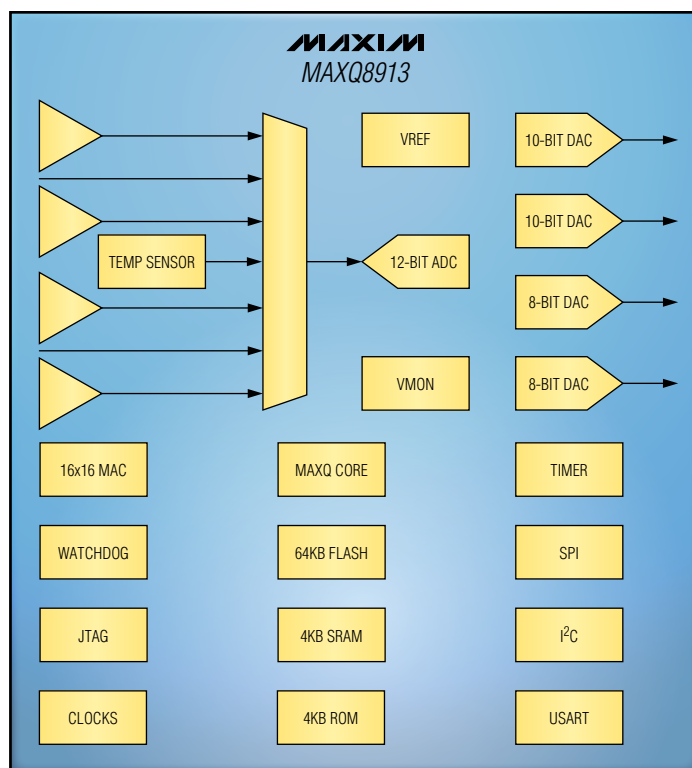 MAXIM
MAXQ8913
VREF
10-BIT DAC
10-BIT DAC
TEMP SENSOR
12-BIT ADC
8-BIT DAC
VMON
8-BIT DAC
16x16 MAC
MAXQ CORE
TIMER
WATCHDOG
64KB FLASH
SPI
JTAG
4KB SRAM
I²C
CLOCKS
4KB ROM
USART